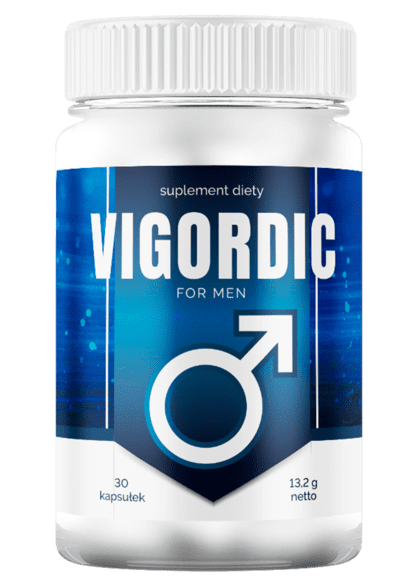 suplement diety
VIGORDIC
FOR MEN
30
kapsułek
13,2 g
netto